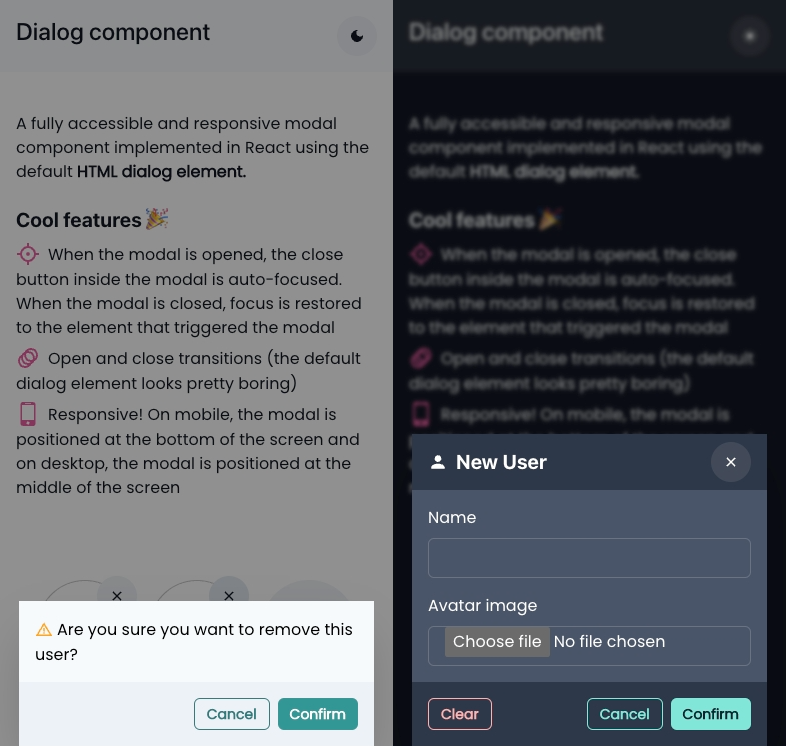 Dialog component
A fully accessible and responsive modal
component implemented in React using the
default HTML dialog element.
Cool features🎉
When the modal is opened, the close
button inside the modal is auto-focused.
When the modal is closed, focus is restored
to the element that triggered the modal
Open and close transitions (the default
dialog element looks pretty boring)
Responsive! On mobile, the modal is
positioned at the bottom of the screen and
on desktop, the modal is positioned at the
middle of the screen
⚠ Are you sure you want to remove this
user?
Cancel Confirm
Dialog component
A fully accessible and responsive modal
component implemented in React using the
default HTML dialog element.
Cool features🎉
When the modal is opened, the close
button inside the modal is auto-focused.
When the modal is closed, focus is restored
to the element that triggered the modal
Open and close transitions (the default
dialog element looks pretty boring)
Responsive! On mobile, the modal is
New User
Name
Avatar image
Choose file No file chosen
Clear Cancel Confirm